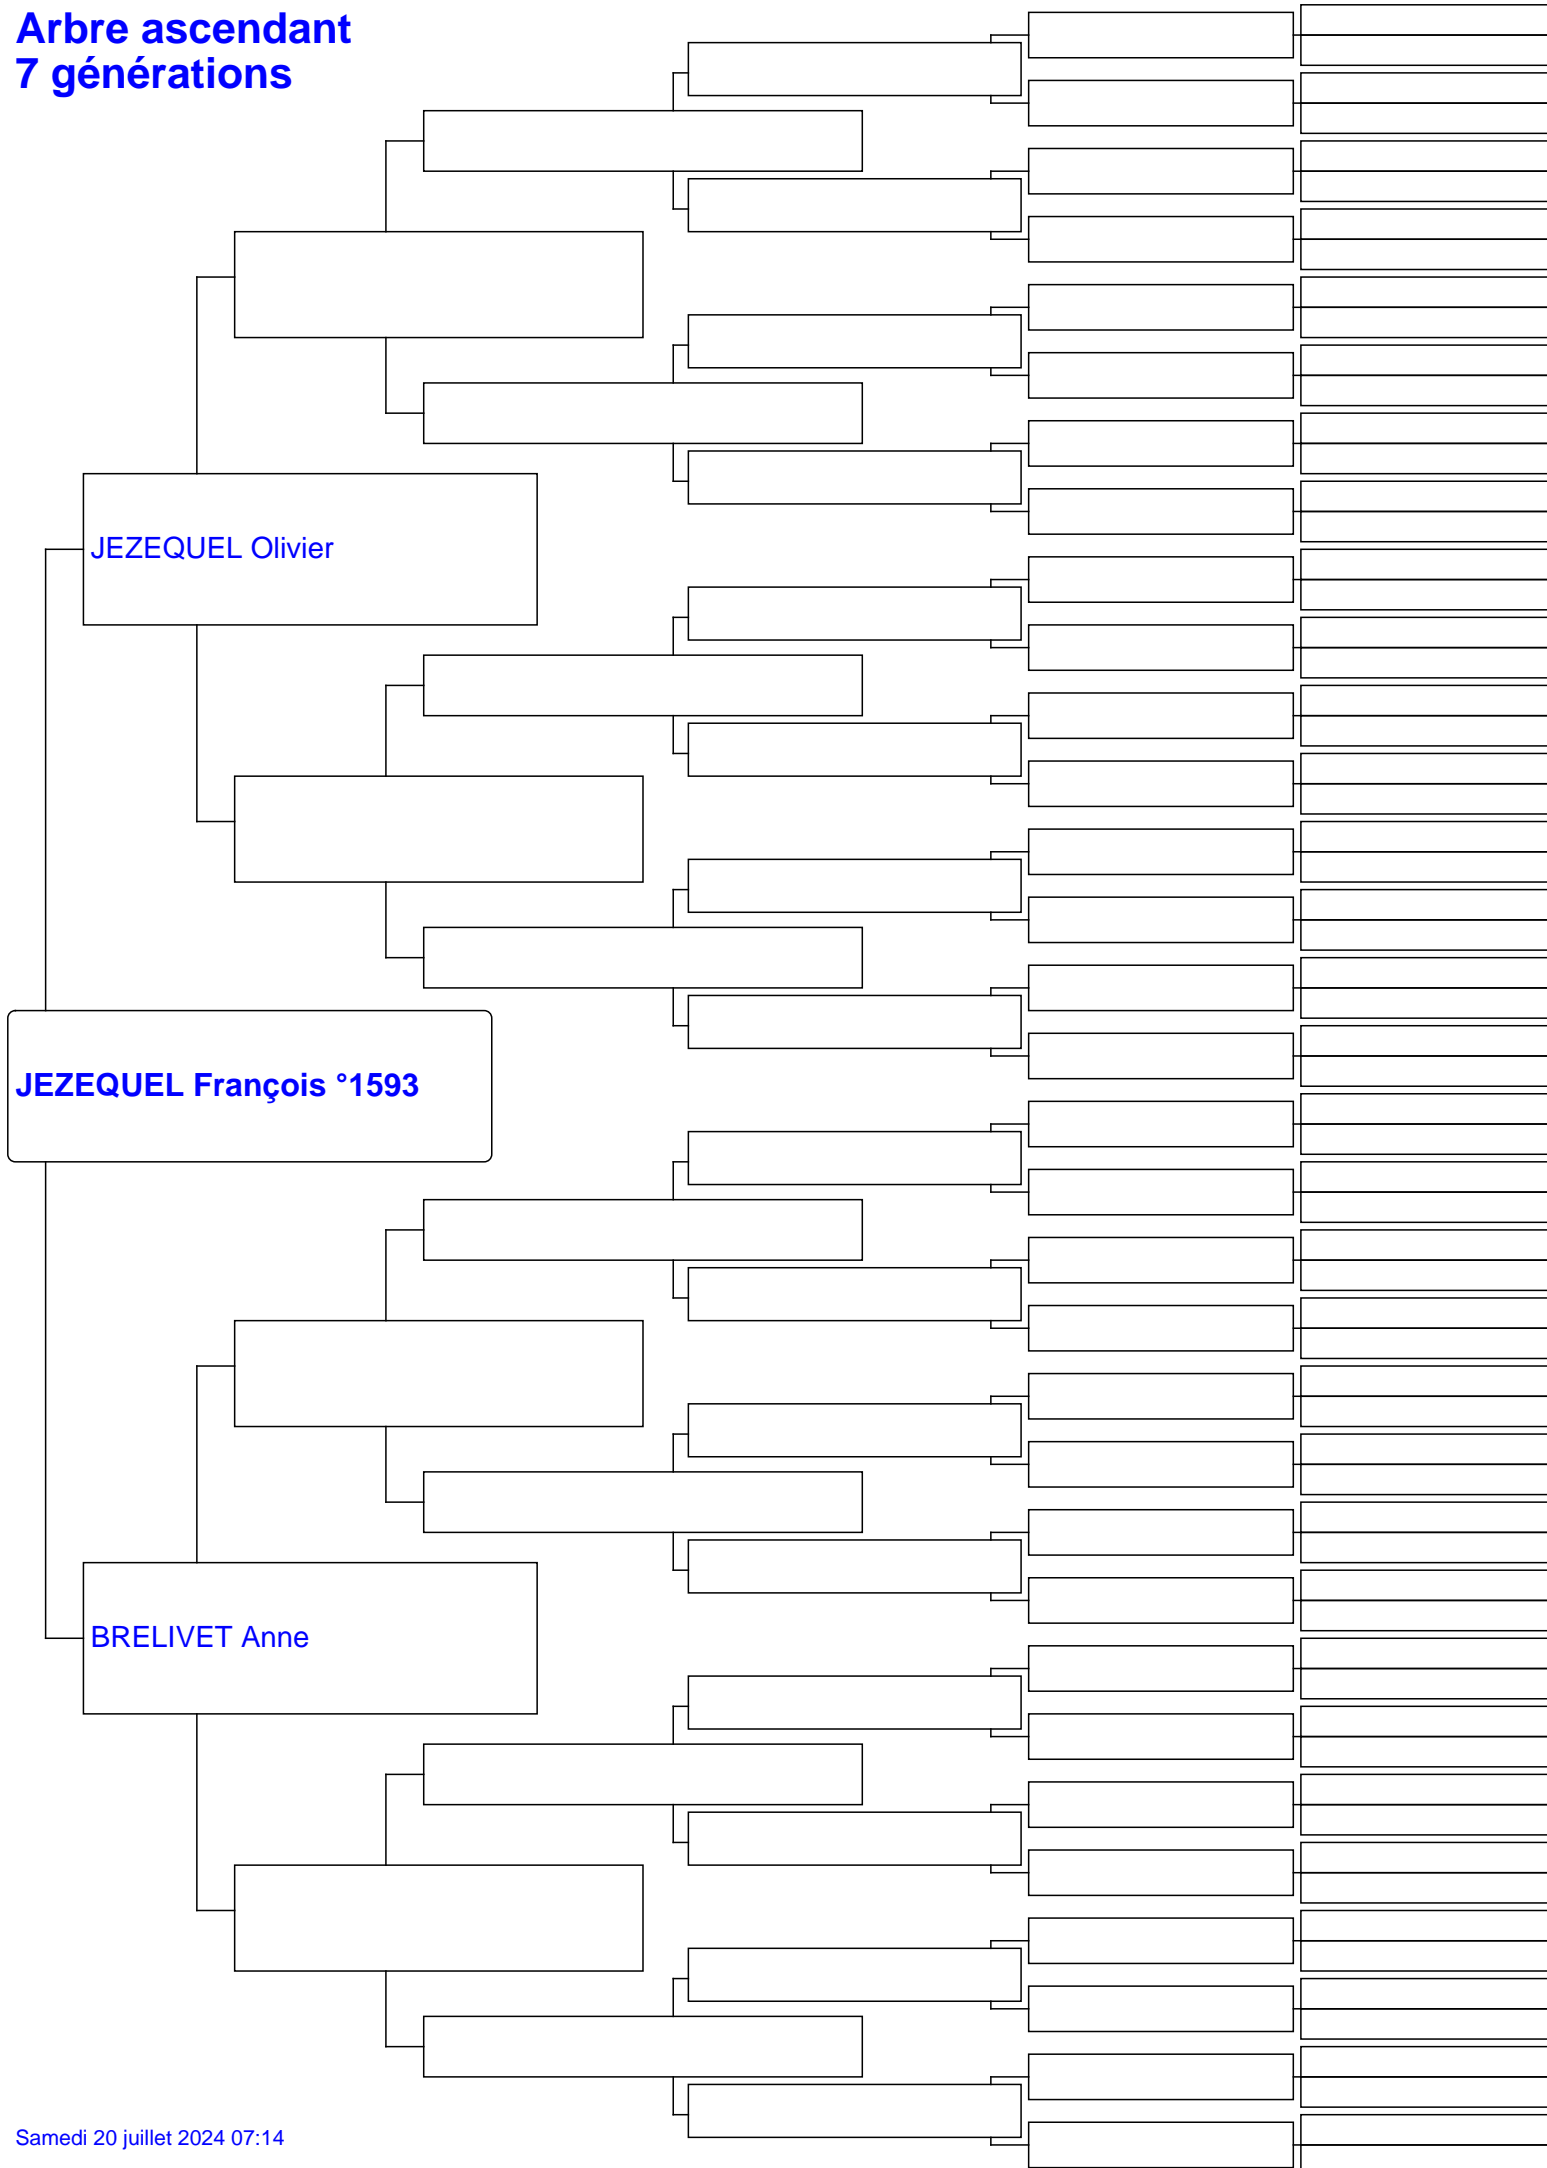 Arbre ascendant
7 générations
JEZEQUEL Olivier
JEZEQUEL François °1593
BRELIVET Anne
Samedi 20 juillet 2024 07:14